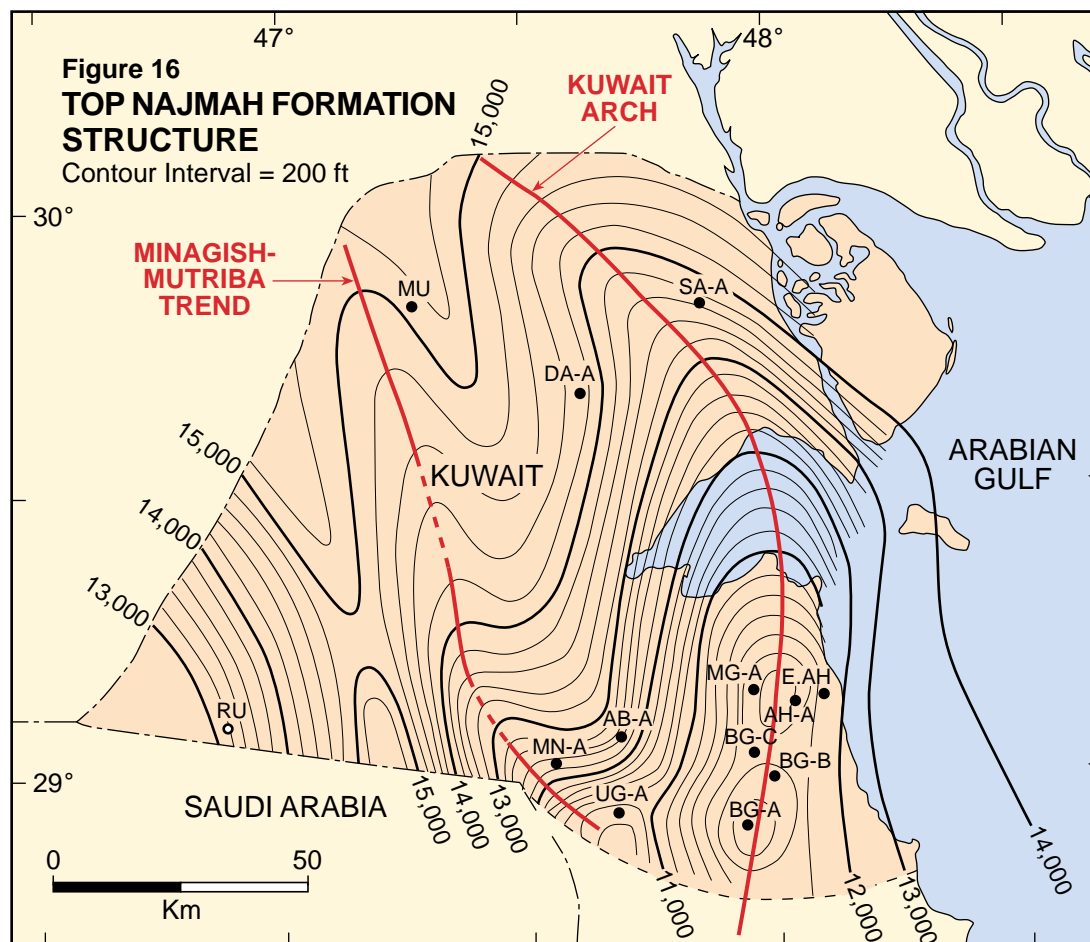 47°
48°
Figure 16
TOP NAJMAH FORMATION
STRUCTURE
Contour Interval = 200 ft
15,000
KUWAIT
ARCH
30°
MINAGISH-
MUTRIBA
TREND
MU
SA-A
DA-A
KUWAIT
ARABIAN
GULF
15,000
14,000
13,000
RU
MG-A
E.AH
AH-A
AB-A
BG-C
MN-A
BG-B
29°
UG-A
BG-A
SAUDI ARABIA
15,000
14,000
13,000
11,000
12,000
13,000
14,000
0
50
Km